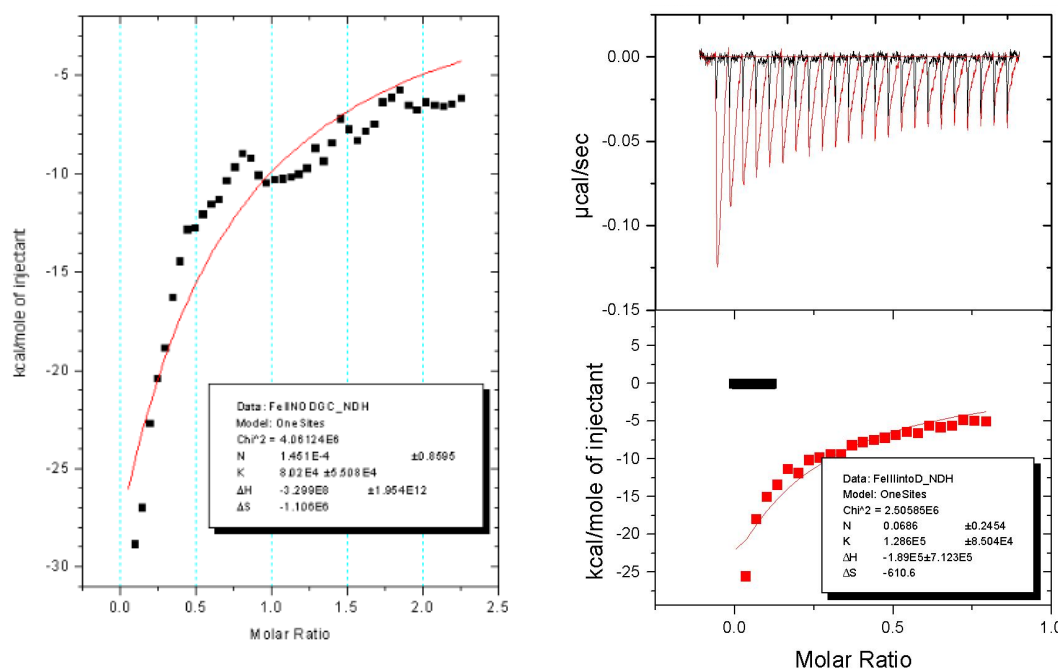 kcal/mole of injectant
-5
-10
-15
-20
-25
-30
0.0 0.5 1.0 1.5 2.0 2.5
Molar Ratio
Data: FeIINO DGC_NDH
Model: OneSites
Chi^2 = 4.06124E6
N 1.451E-4 ±0.8595
K 8.02E4 ±5.508E4
ΔH -3.299E8 ±1.954E12
ΔS -1.106E6
µcal/sec
0.00
-0.05
-0.10
-0.15
kcal/mole of injectant
5
0
-5
-10
-15
-20
-25
0.0 0.5 1.0
Molar Ratio
Data: FeIIIintoD_NDH
Model: OneSites
Chi^2 = 2.50585E6
N 0.0686 ±0.2454
K 1.286E5 ±8.504E4
ΔH -1.89E5±7.123E5
ΔS -610.6